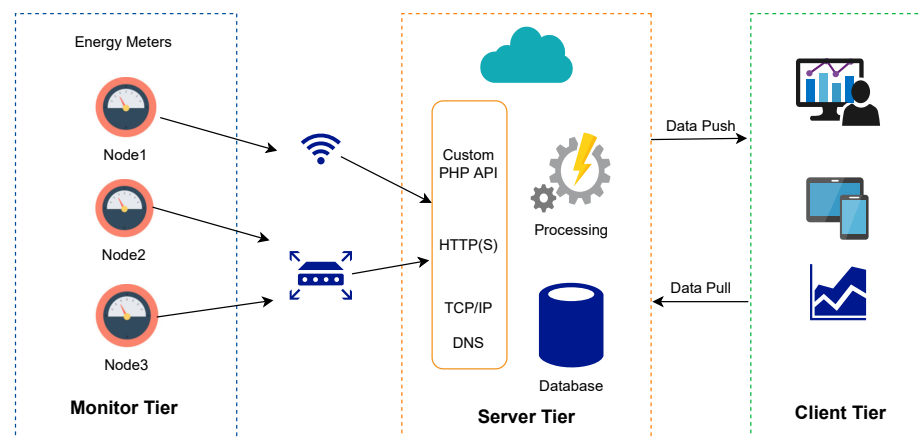 Energy Meters
Node1
Node2
Node3
Monitor Tier
Custom
PHP API
HTTP(S)
TCP/IP
DNS
Processing
Database
Server Tier
Data Push
Data Pull
Client Tier